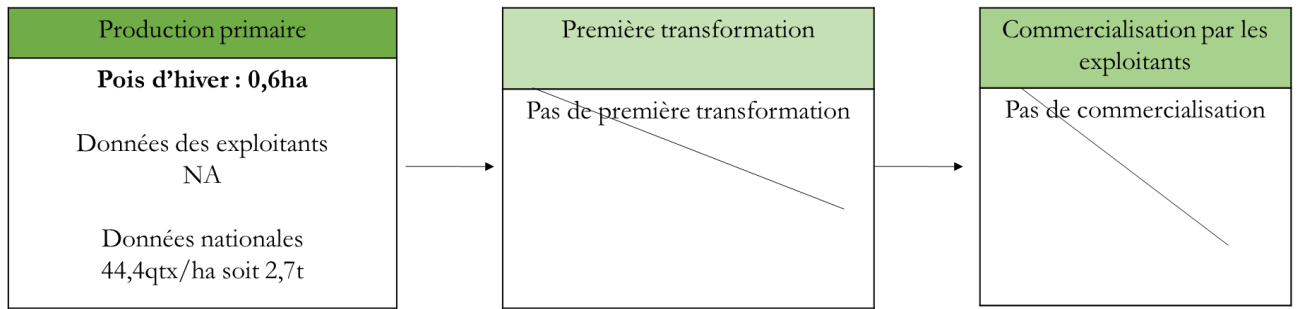 Production primaire
Pois d’hiver : 0,6ha
Données des exploitants
NA
Données nationales
44,4qtx/ha soit 2,7t
Première transformation
Pas de première transformation
Commercialisation par les
exploitants
Pas de commercialisation